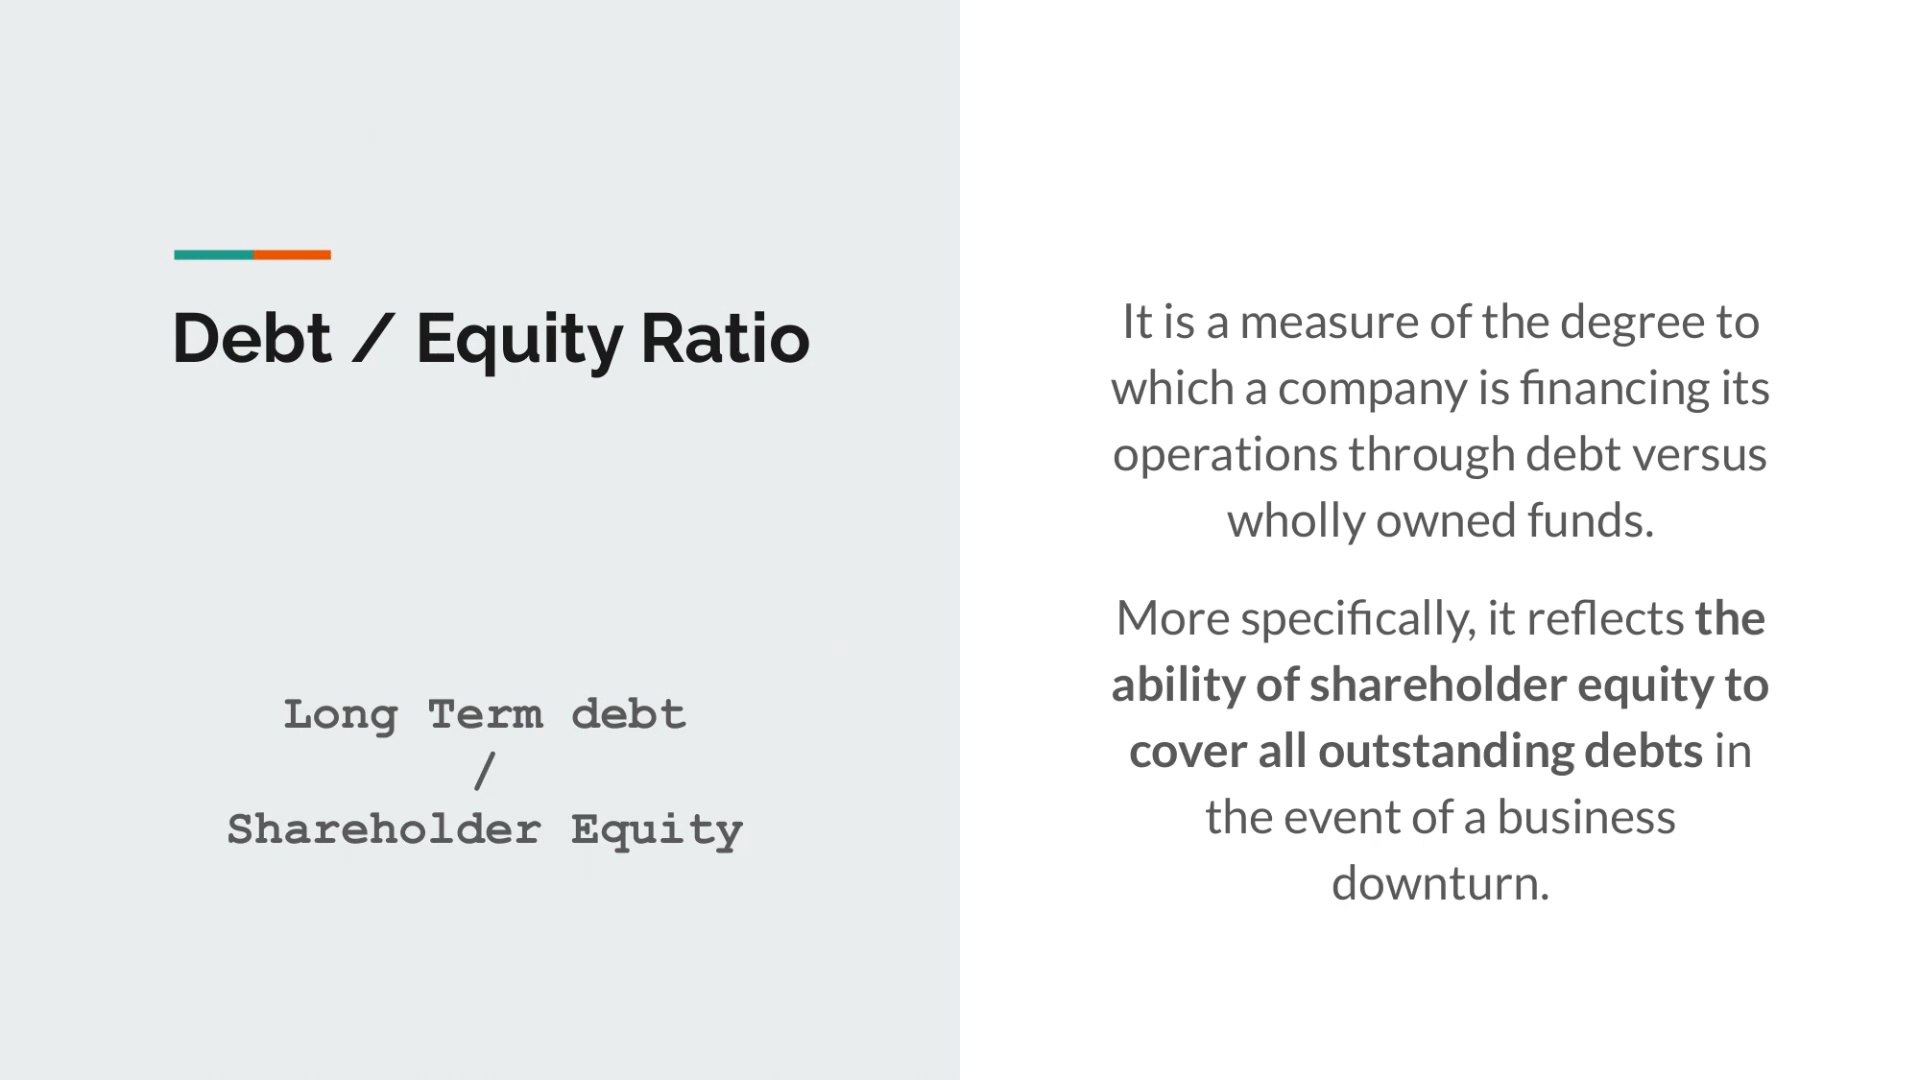 Debt / Equity Ratio
Long Term debt
/
Shareholder Equity
It is a measure of the degree to
which a company is financing its
operations through debt versus
wholly owned funds.
More specifically, it reflects the
ability of shareholder equity to
cover all outstanding debts in
the event of a business
downturn.